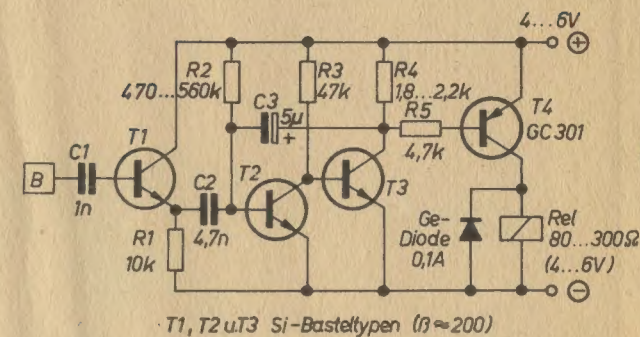 4...6V
⊕
R2
470...560k
R3
47k
R4
1,8...2,2k
C3
5µ
+
R5
4,7k
T4
GC 301
T1
C1
B
1n
C2
4,7n
T2
T3
R1
10k
Ge-
Diode
0,1A
Rel
80...300Ω
(4...6V)
⊖
T1, T2 u.T3 Si-Basteltypen (ß≈200)